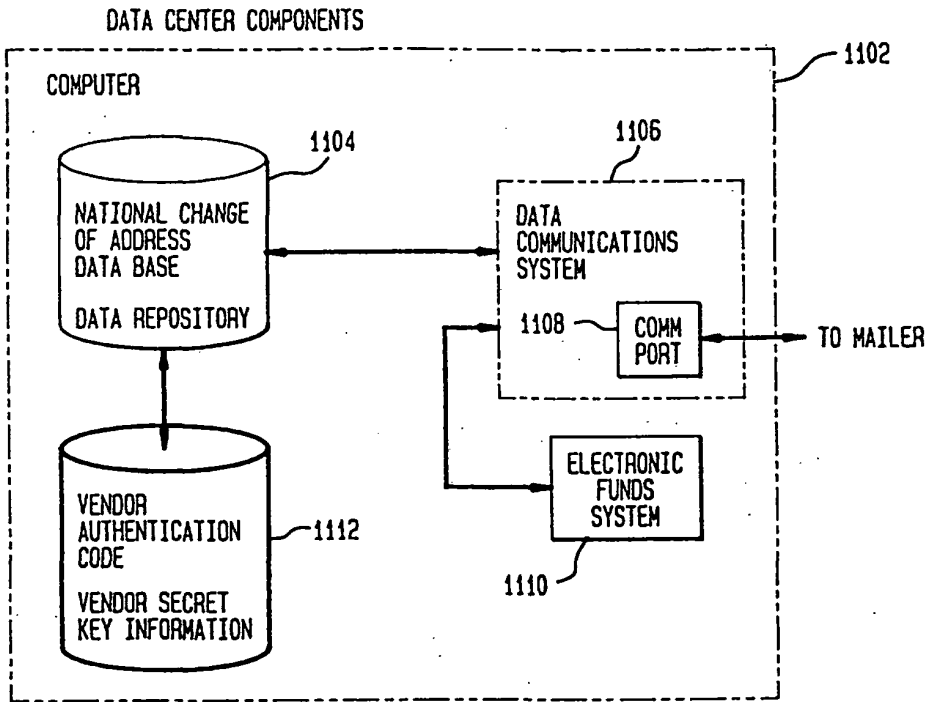 DATA CENTER COMPONENTS
1102
COMPUTER
1104
1106
NATIONAL CHANGE
OF ADDRESS
DATA BASE
DATA REPOSITORY
DATA
COMMUNICATIONS
SYSTEM
1108
COMM
PORT
TO MAILER
VENDOR
AUTHENTICATION
CODE
VENDOR SECRET
KEY INFORMATION
1112
ELECTRONIC
FUNDS
SYSTEM
1110